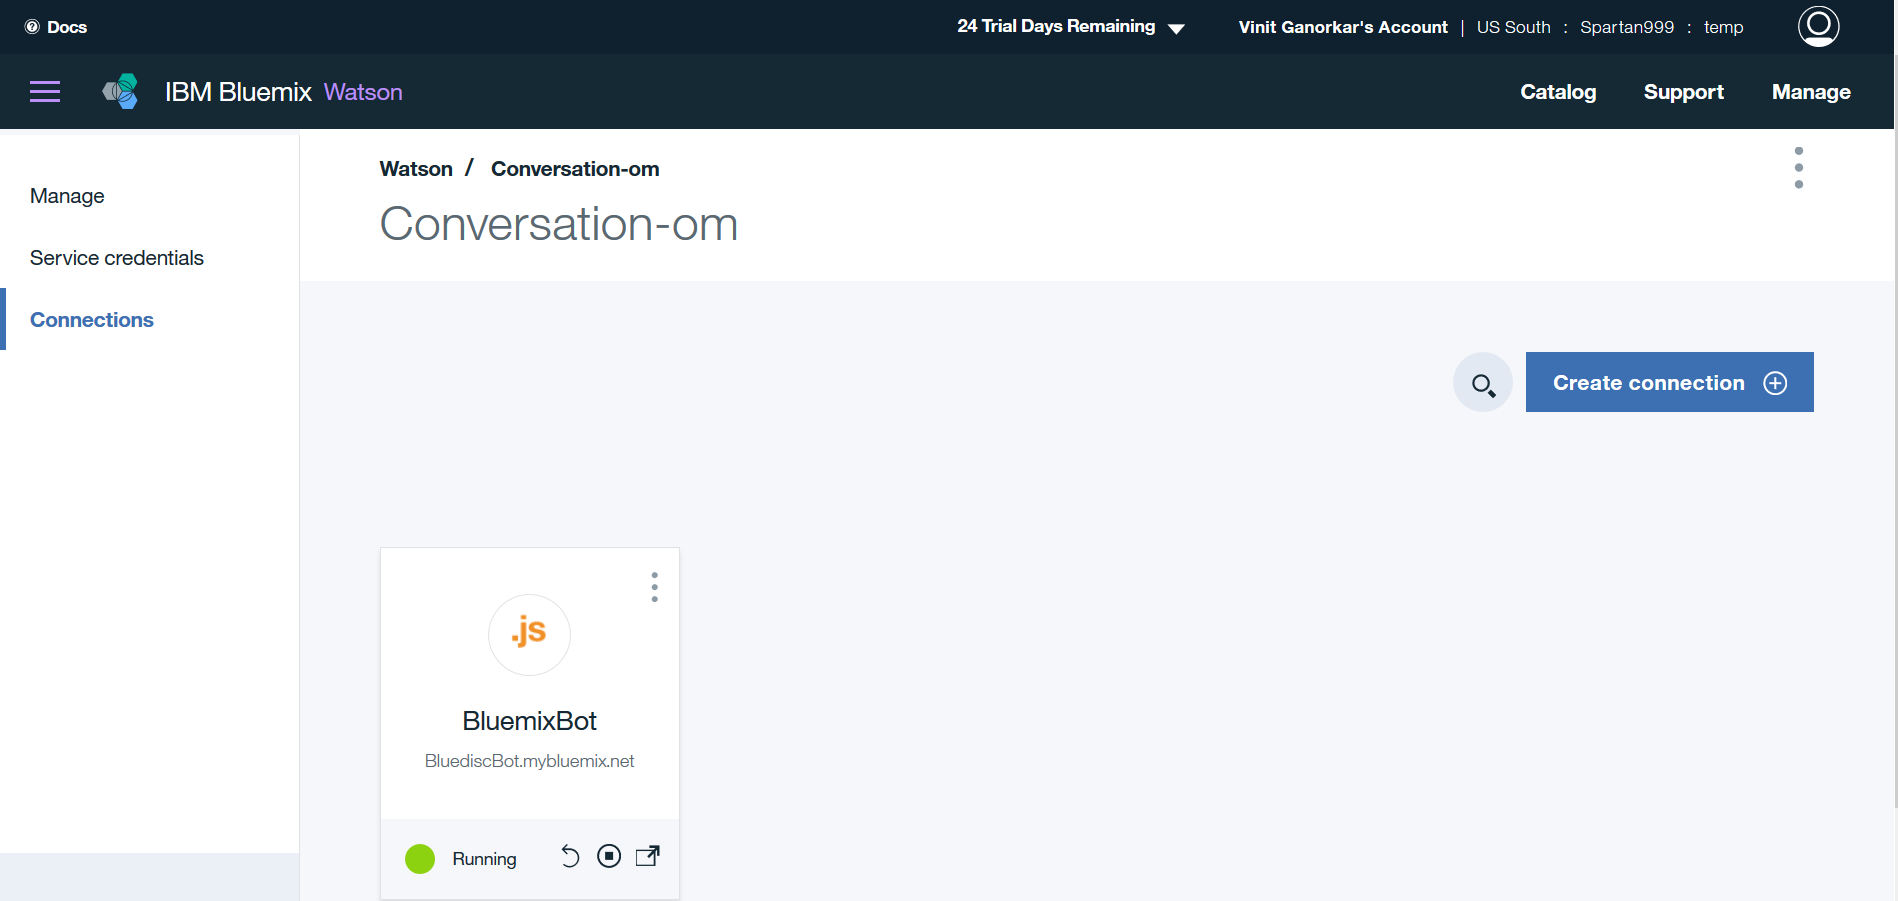 Docs
24 Trial Days Remaining
Vinit Ganorkar's Account | US South : Spartan999 : temp
IBM Bluemix Watson
Catalog
Support
Manage
Manage
Service credentials
Connections
Watson / Conversation-om
Conversation-om
Create connection
.js
BluemixBot
BluediscBot.mybluemix.net
Running